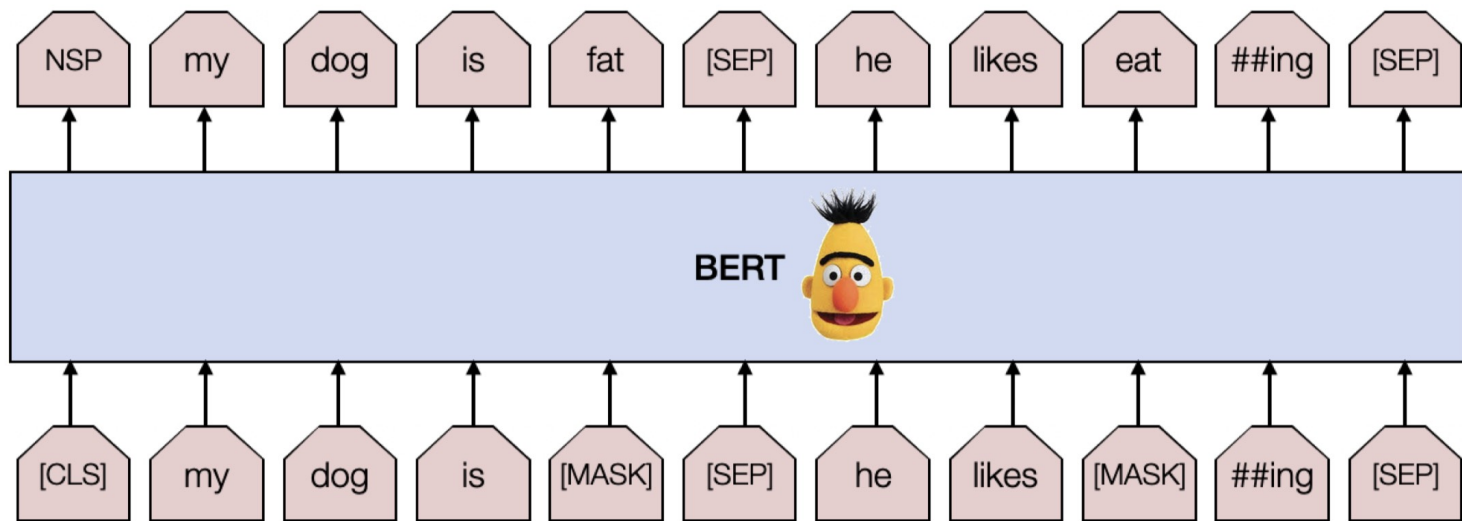 NSP my dog is fat [SEP] he likes eat ##ing [SEP]
BERT
[CLS] my dog is [MASK] [SEP] he likes [MASK] ##ing [SEP]